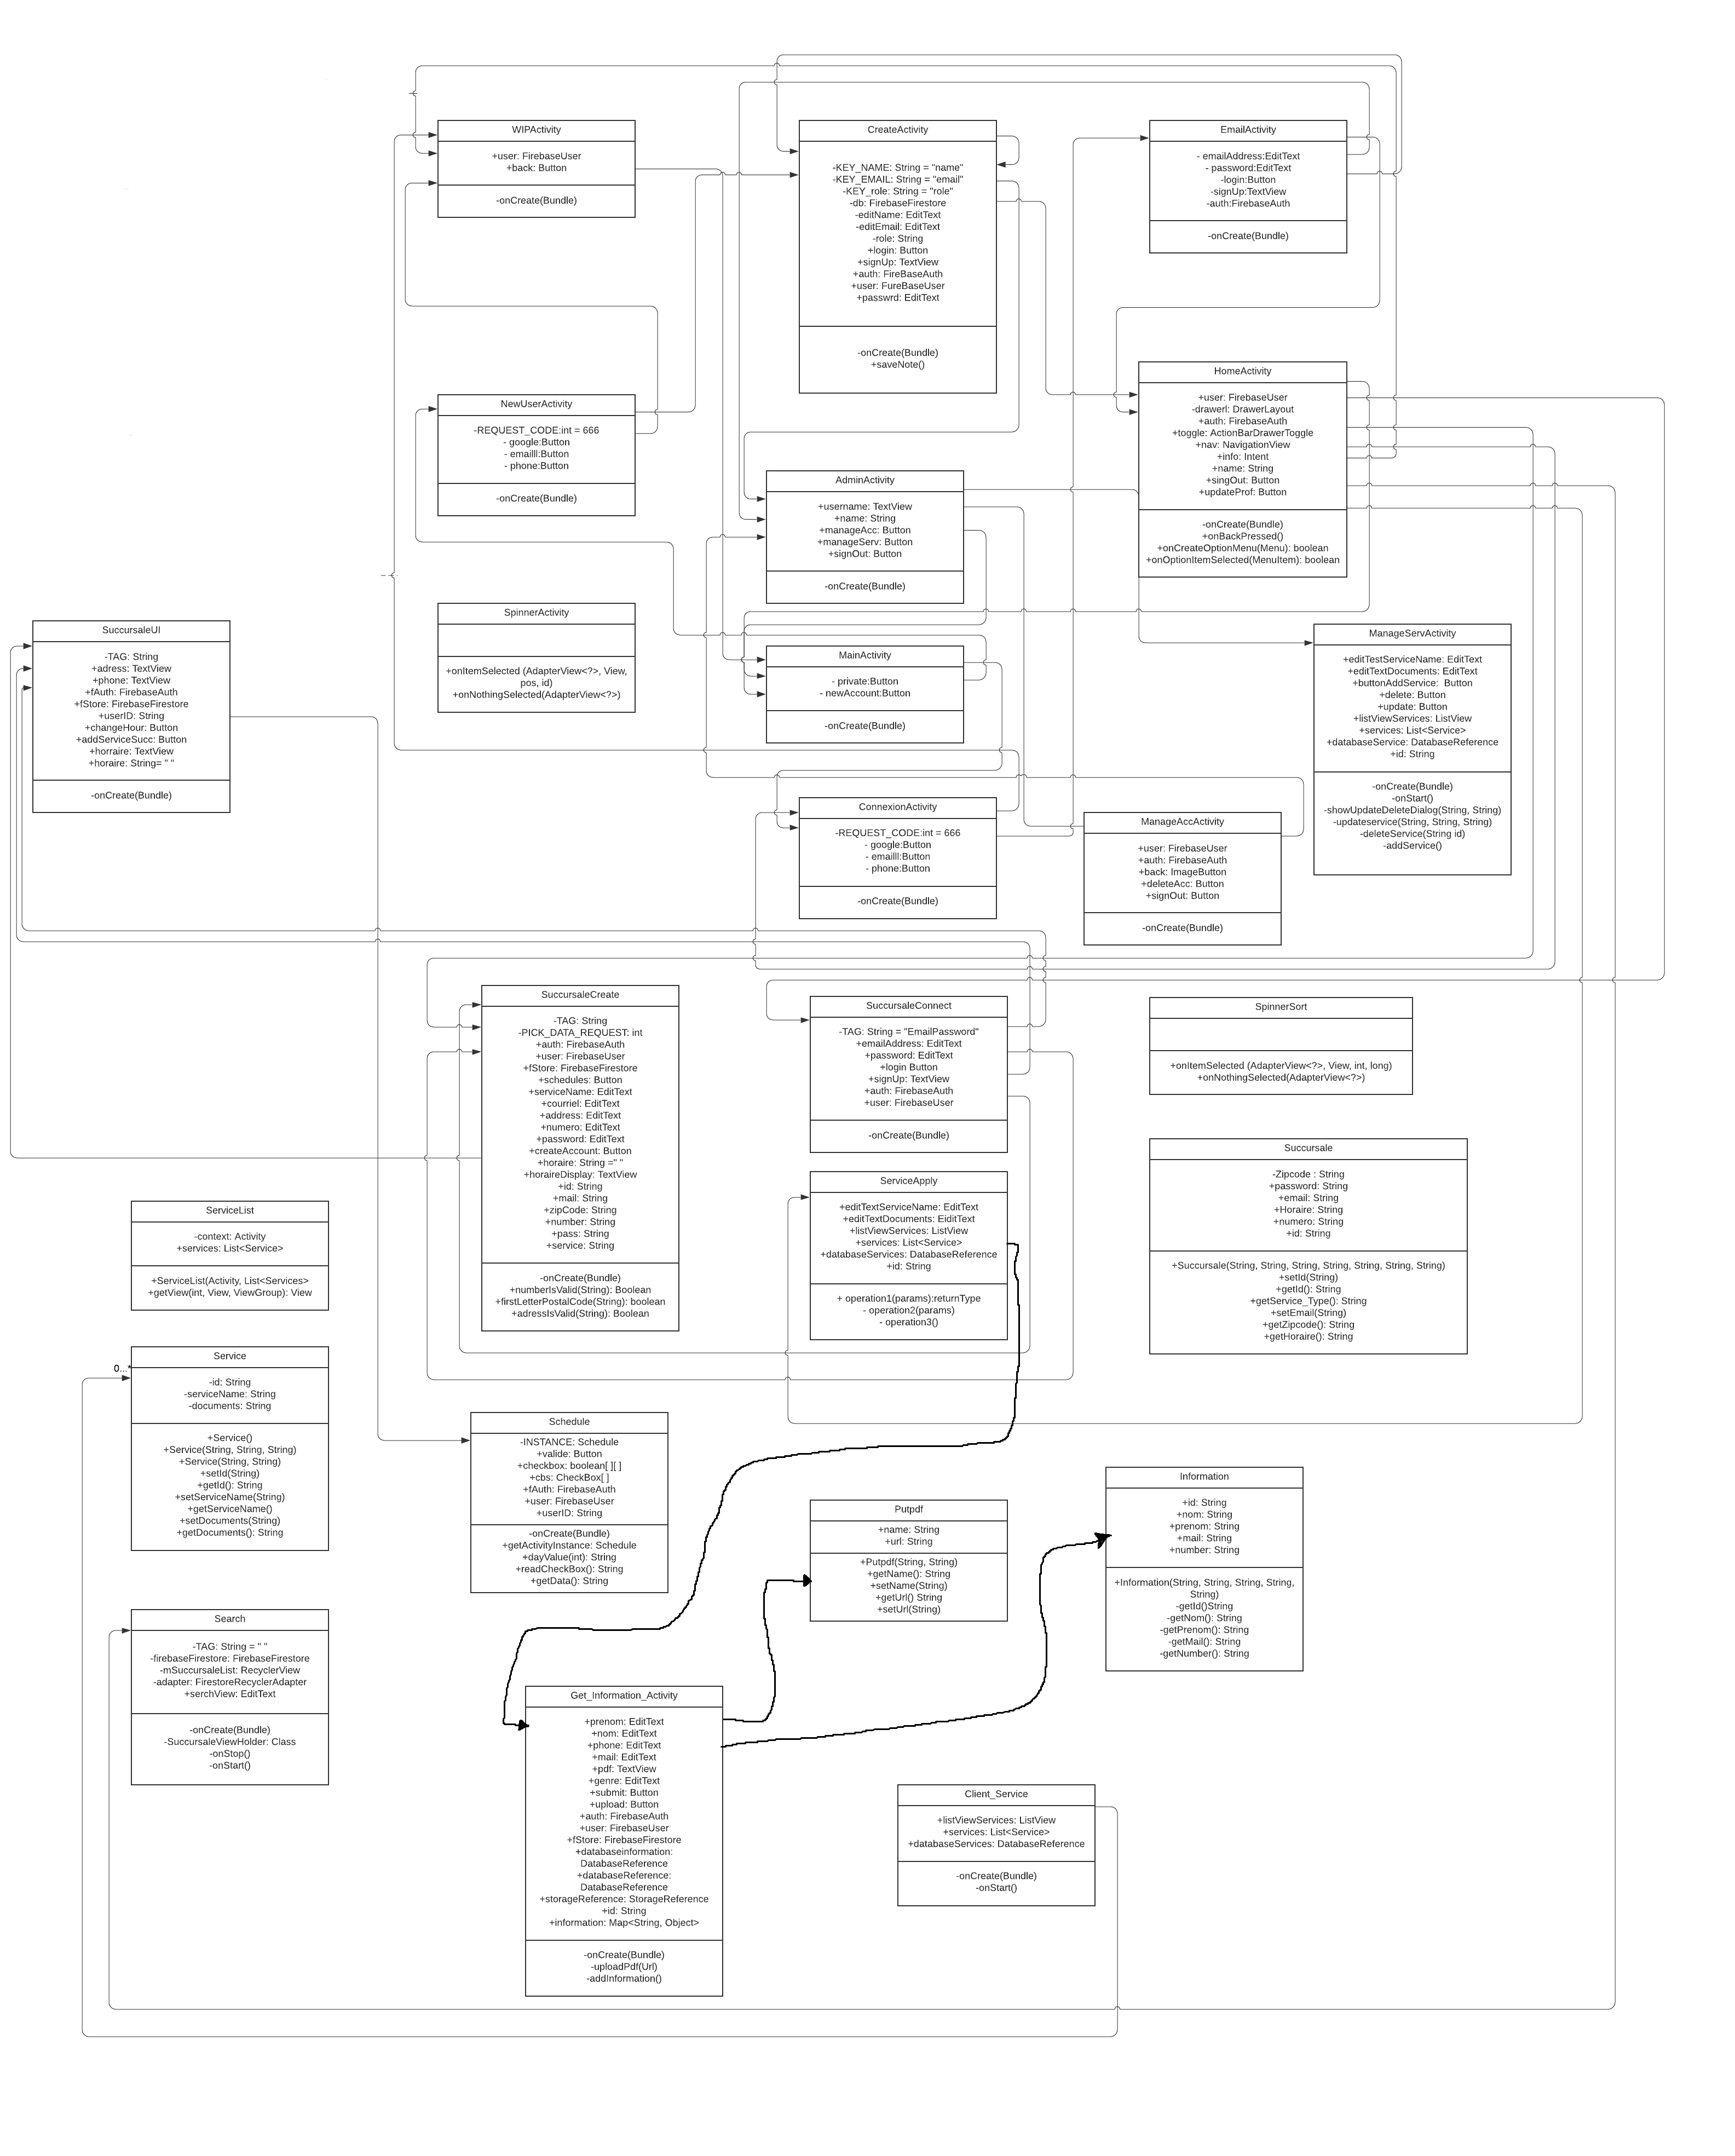 WIPActivity
+user: FirebaseUser
+back: Button
-onCreate(Bundle)
CreateActivity
-KEY_NAME: String = "name"
-KEY_EMAIL: String = "email"
-KEY_role: String = "role"
-db: FirebaseFirestore
-editName: EditText
-editEmail: EditText
-role: String
+login: Button
+signUp: TextView
+auth: FireBaseAuth
+user: FureBaseUser
+passwrd: EditText
-onCreate(Bundle)
+saveNote()
EmailActivity
- emailAddress:EditText
- password:EditText
-login:Button
-signUp:TextView
-auth:FirebaseAuth
-onCreate(Bundle)
NewUserActivity
-REQUEST_CODE:int = 666
- google:Button
- emailll:Button
- phone:Button
-onCreate(Bundle)
HomeActivity
+user: FirebaseUser
-drawerl: DrawerLayout
+auth: FirebaseAuth
+toggle: ActionBarDrawerToggle
+nav: NavigationView
+info: Intent
+name: String
+singOut: Button
+updateProf: Button
-onCreate(Bundle)
+onBackPressed()
+onCreateOptionMenu(Menu): boolean
+onOptionItemSelected(MenuItem): boolean
AdminActivity
+username: TextView
+name: String
+manageAcc: Button
+manageServ: Button
+signOut: Button
-onCreate(Bundle)
SpinnerActivity
+onItemSelected (AdapterView<?>, View,
pos, id)
+onNothingSelected(AdapterView<?>)
SuccursaleUI
-TAG: String
+adress: TextView
+phone: TextView
+fAuth: FirebaseAuth
+fStore: FirebaseFirestore
+userID: String
+changeHour: Button
+addServiceSucc: Button
+horraire: TextView
+horaire: String= " "
-onCreate(Bundle)
MainActivity
- private:Button
- newAccount:Button
-onCreate(Bundle)
ManageServActivity
+editTestServiceName: EditText
+editTextDocuments: EditText
+buttonAddService:  Button
+delete: Button
+update: Button
+listViewServices: ListView
+services: List<Service>
+databaseService: DatabaseReference
+id: String
-onCreate(Bundle)
-onStart()
-showUpdateDeleteDialog(String, String)
-updateservice(String, String, String)
-deleteService(String id)
-addService()
ConnexionActivity
-REQUEST_CODE:int = 666
- google:Button
- emailll:Button
- phone:Button
-onCreate(Bundle)
ManageAccActivity
+user: FirebaseUser
+auth: FirebaseAuth
+back: ImageButton
+deleteAcc: Button
+signOut: Button
-onCreate(Bundle)
SuccursaleCreate
-TAG: String
-PICK_DATA_REQUEST: int
+auth: FirebaseAuth
+user: FirebaseUser
+fStore: FirebaseFirestore
+schedules: Button
+serviceName: EditText
+courriel: EditText
+address: EditText
+numero: EditText
+password: EditText
+createAccount: Button
+horaire: String =" "
+horaireDisplay: TextView
+id: String
+mail: String
+zipCode: String
+number: String
+pass: String
+service: String
-onCreate(Bundle)
+numberIsValid(String): Boolean
+firstLetterPostalCode(String): boolean
+adressIsValid(String): Boolean
SuccursaleConnect
-TAG: String = "EmailPassword"
+emailAddress: EditText
+password: EditText
+login Button
+signUp: TextView
+auth: FirebaseAuth
+user: FirebaseUser
-onCreate(Bundle)
SpinnerSort
+onItemSelected (AdapterView<?>, View, int, long)
+onNothingSelected(AdapterView<?>)
Succursale
-Zipcode : String
+password: String
+email: String
+Horaire: String
+numero: String
+id: String
+Succursale(String, String, String, String, String, String, String)
+setId(String)
+getId(): String
+getService_Type(): String
+setEmail(String)
+getZipcode(): String
+getHoraire(): String
ServiceApply
+editTextServiceName: EditText
+editTextDocuments: EiditText
+listViewServices: ListView
+services: List<Service>
+databaseServices: DatabaseReference
+id: String
+ operation1(params):returnType
- operation2(params)
- operation3()
ServiceList
-context: Activity
+services: List<Service>
+ServiceList(Activity, List<Services>
+getView(int, View, ViewGroup): View
0...*
Service
-id: String
-serviceName: String
-documents: String
+Service()
+Service(String, String, String)
+Service(String, String)
+setId(String)
+getId(): String
+setServiceName(String)
+getServiceName()
+setDocuments(String)
+getDocuments(): String
Schedule
-INSTANCE: Schedule
+valide: Button
+checkbox: boolean[ ][ ]
+cbs: CheckBox[ ]
+fAuth: FirebaseAuth
+user: FirebaseUser
+userID: String
-onCreate(Bundle)
+getActivityInstance: Schedule
+dayValue(int): String
+readCheckBox(): String
+getData(): String
Putpdf
+name: String
+url: String
+Putpdf(String, String)
+getName(): String
+setName(String)
+getUrl() String
+setUrl(String)
Information
+id: String
+nom: String
+prenom: String
+mail: String
+number: String
+Information(String, String, String, String,
String)
-getId()String
-getNom(): String
-getPrenom(): String
-getMail(): String
-getNumber(): String
Search
-TAG: String = " "
-firebaseFirestore: FirebaseFirestore
-mSuccursaleList: RecyclerView
-adapter: FirestoreRecyclerAdapter
+serchView: EditText
-onCreate(Bundle)
-SuccursaleViewHolder: Class
-onStop()
-onStart()
Get_Information_Activity
+prenom: EditText
+nom: EditText
+phone: EditText
+mail: EditText
+pdf: TextView
+genre: EditText
+submit: Button
+upload: Button
+auth: FirebaseAuth
+user: FirebaseUser
+fStore: FirebaseFirestore
+databaseinformation:
DatabaseReference
+databaseReference:
DatabaseReference
+storageReference: StorageReference
+id: String
+information: Map<String, Object>
-onCreate(Bundle)
-uploadPdf(Url)
-addInformation()
Client_Service
+listViewServices: ListView
+services: List<Service>
+databaseServices: DatabaseReference
-onCreate(Bundle)
-onStart()